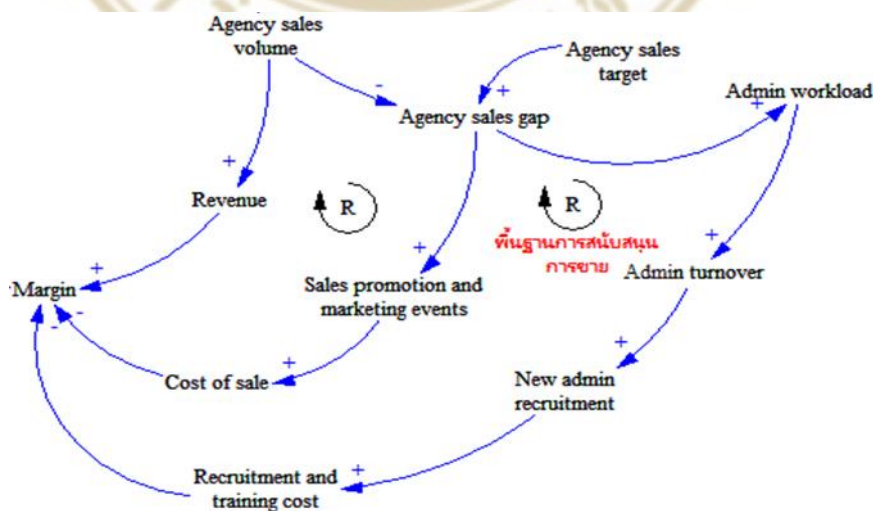 Agency sales
volume
Agency sales
target
Admin workload
-
+
+
Agency sales gap
+
Revenue
R
R
พื้นฐานการสนับสนุน
การขาย
+
+
+
Margin
Sales promotion and
marketing events
Admin turnover
-
-
+
+
Cost of sale
New admin
recruitment
+
Recruitment and
training cost